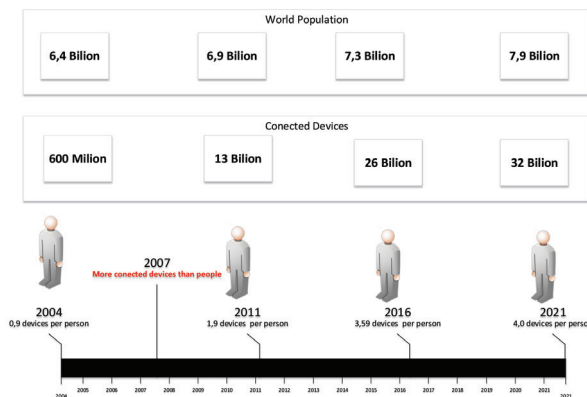 World Population
6,4 Bilion 6,9 Bilion 7,3 Bilion 7,9 Bilion
Conected Devices
600 Milion 13 Bilion 26 Bilion 32 Bilion
2007
More conected devices than people
2004 2011 2016 2021
0,9 devices per person 1,9 devices per person 3,59 devices per person 4,0 devices per perso
2005 2006 2007 2008 2009 2010 2011 2012 2013 2014 2015 2016 2017 2018 2019 2020 2021
2004 2021